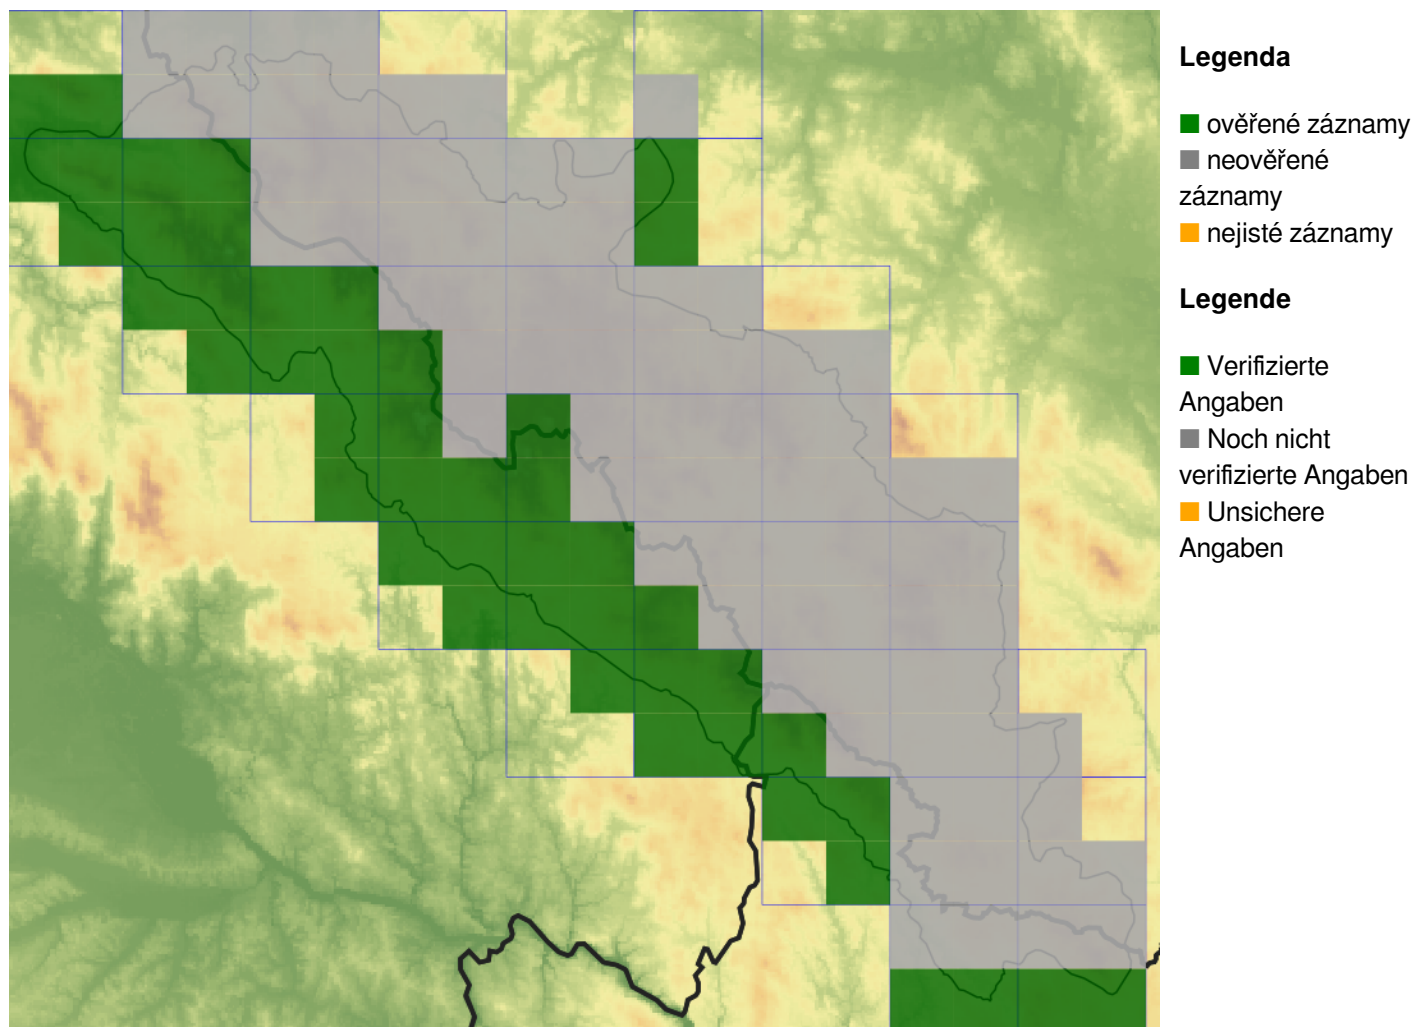 Legenda
ověřené záznamy
neověřené
záznamy
nejisté záznamy
Legende
Verifizierte
Angaben
Noch nicht
verifizierte Angaben
Unsichere
Angaben